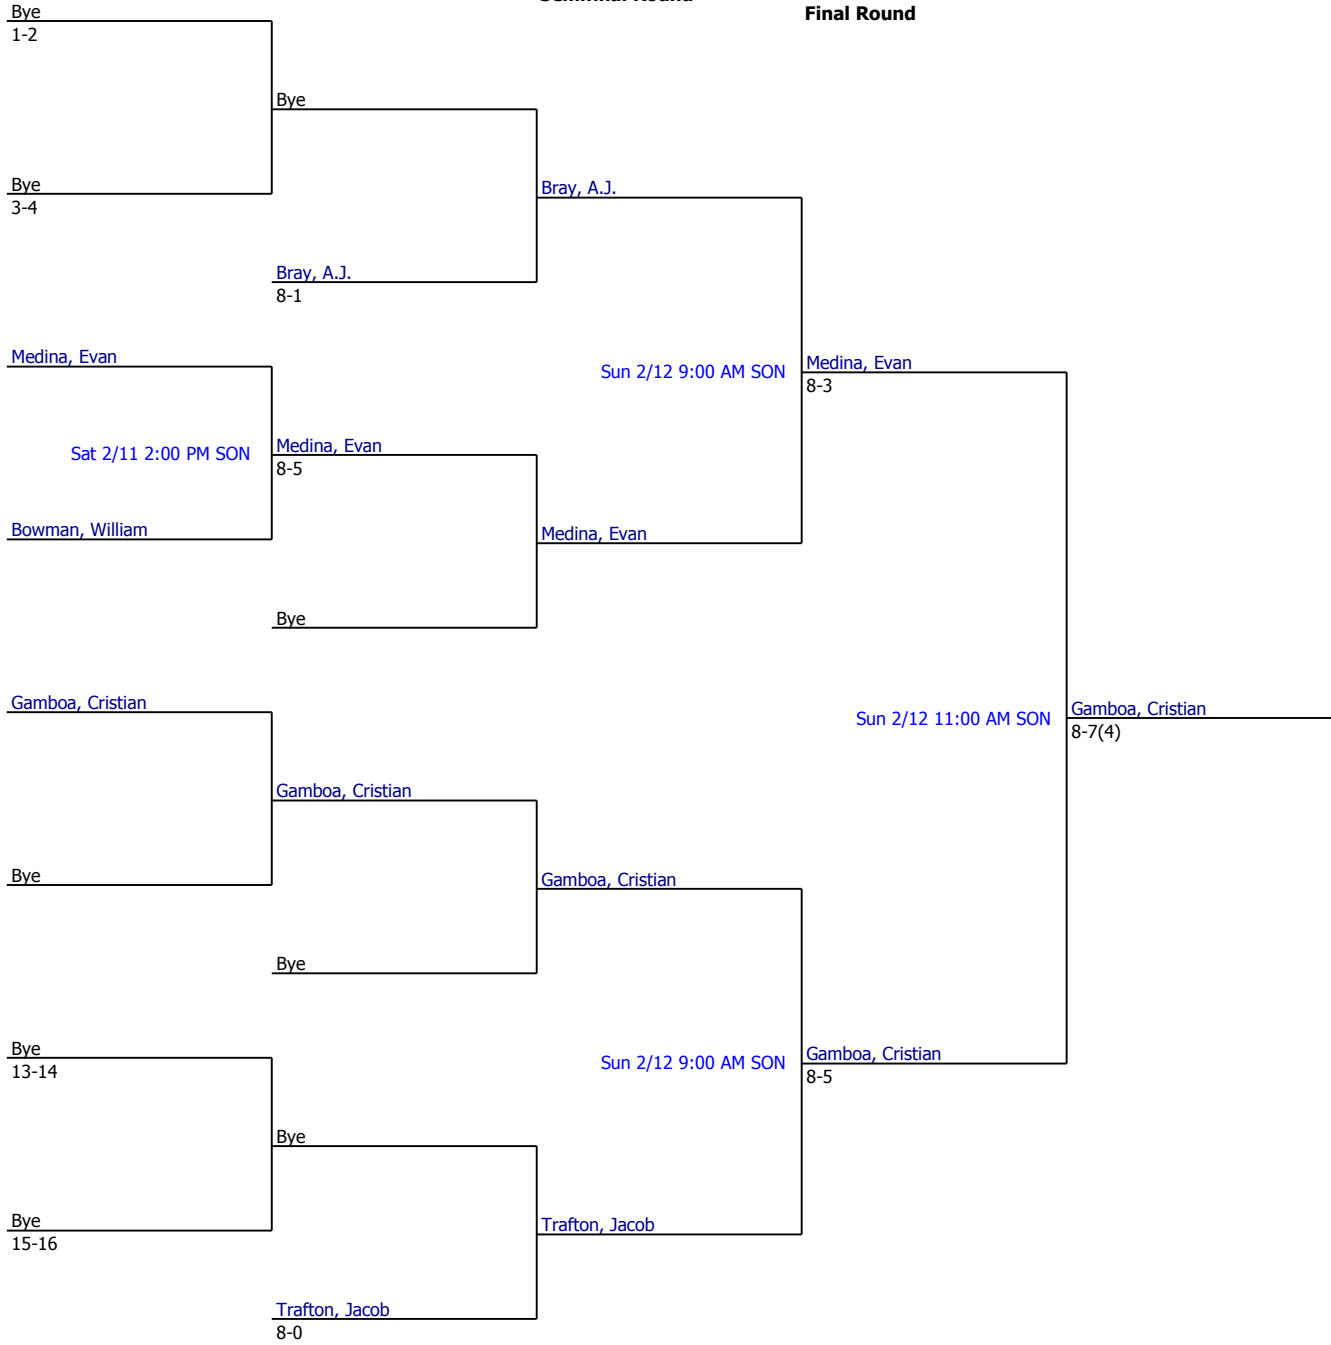 Final Round
Bye
1-2
Bye
Bye
3-4
Bray, A.J.
Bray, A.J.
8-1
Medina, Evan
Sun 2/12 9:00 AM SON
Medina, Evan
8-3
Sat 2/11 2:00 PM SON
Medina, Evan
8-5
Bowman, William
Medina, Evan
Bye
Gamboa, Cristian
Sun 2/12 11:00 AM SON
Gamboa, Cristian
8-7(4)
Gamboa, Cristian
Bye
Gamboa, Cristian
Bye
Bye
13-14
Sun 2/12 9:00 AM SON
Gamboa, Cristian
8-5
Bye
Bye
15-16
Trafton, Jacob
Trafton, Jacob
8-0